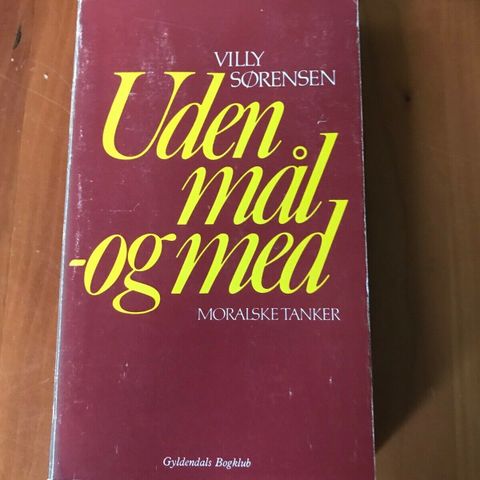 VILLY
SØRENSEN
Uden
mål
-og med
MORALSKE TANKER
Gyldendals Bogklub